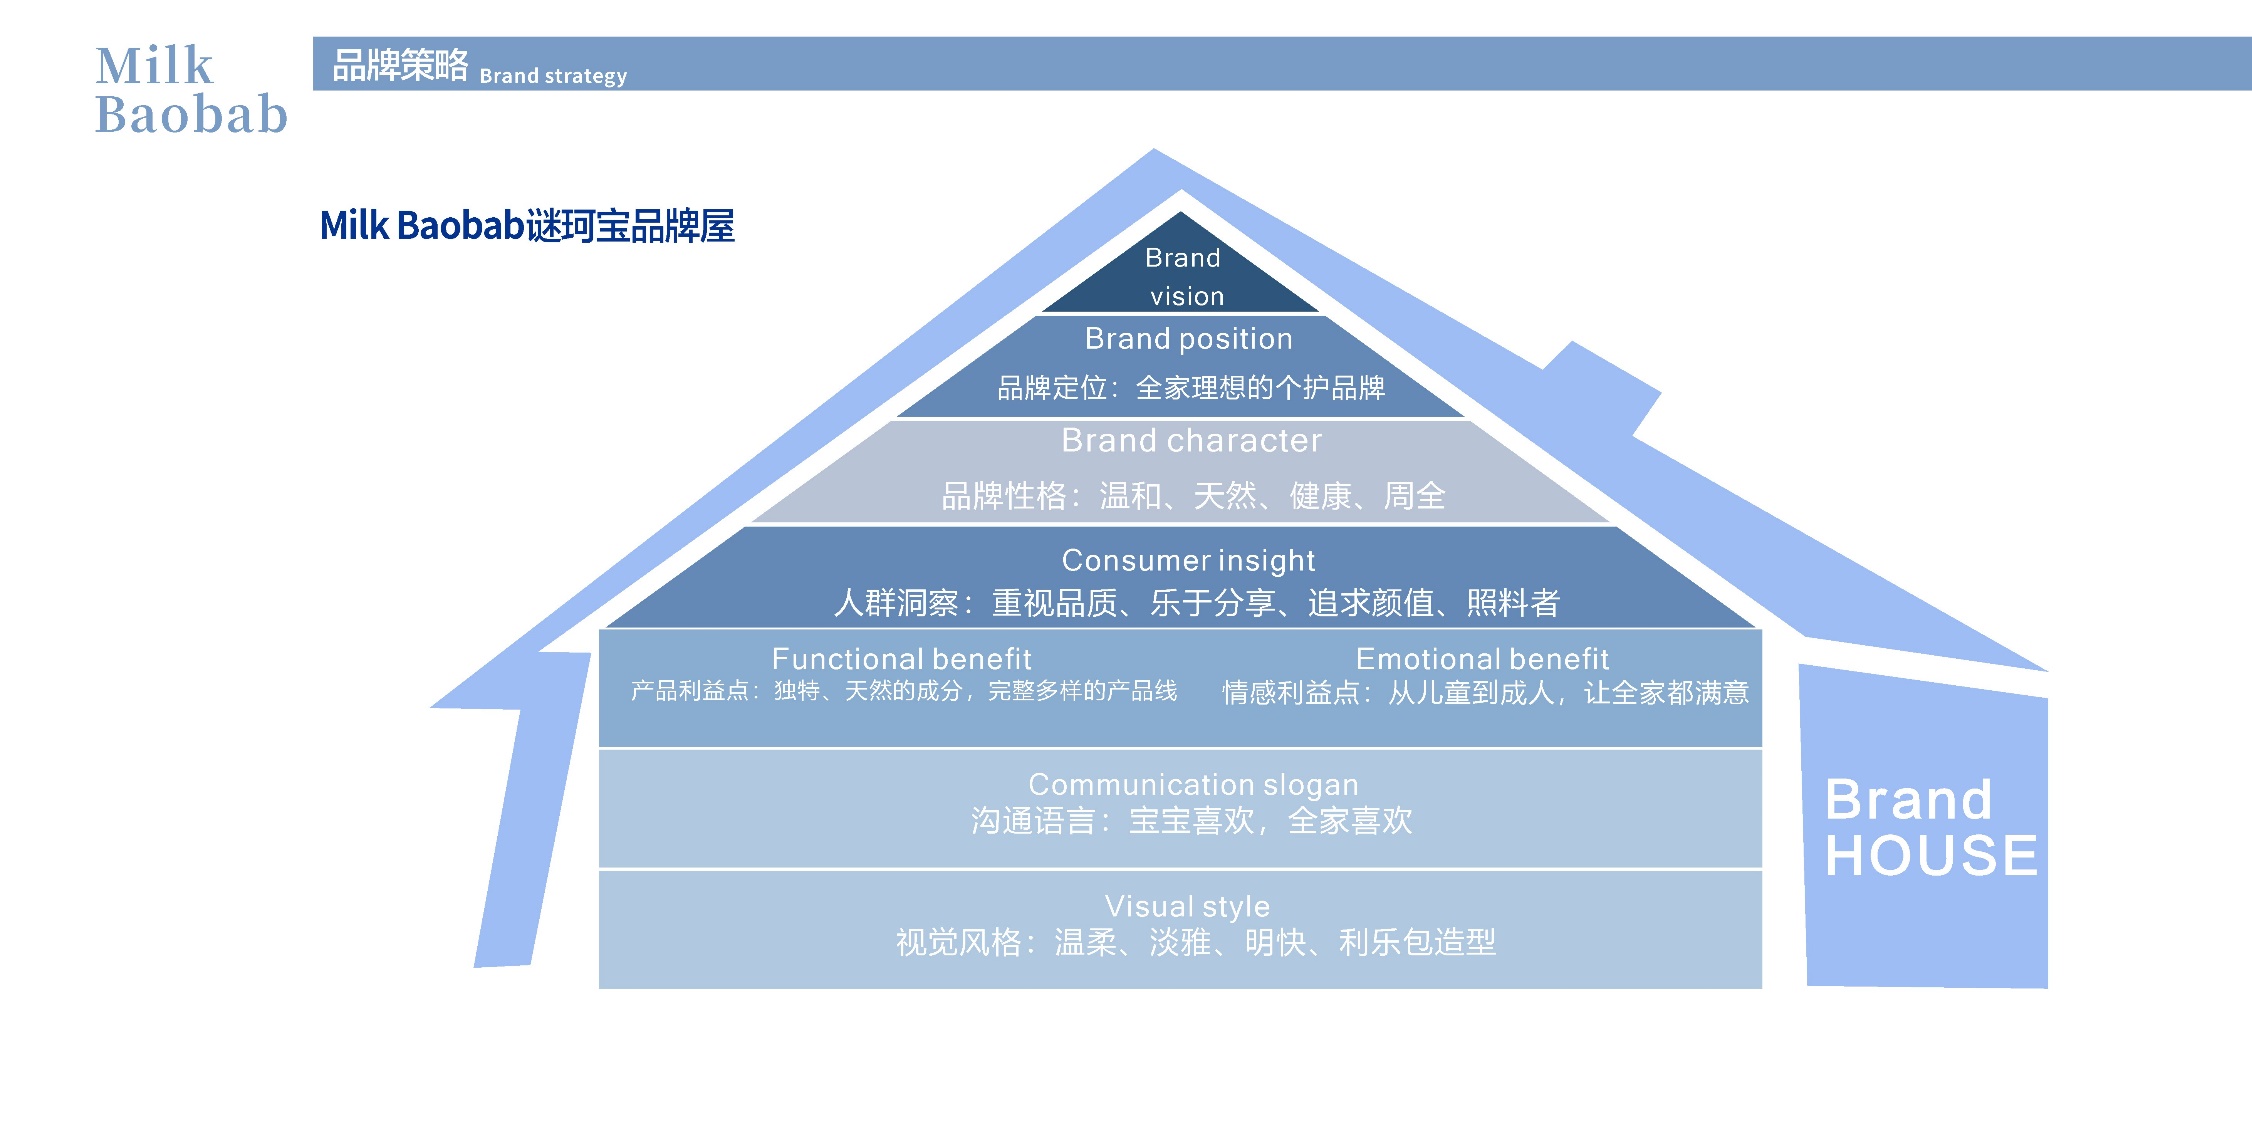 Milk
Baobab
品牌策略 Brand strategy
Milk Baobab谜珂宝品牌屋
Brand
vision
Brand position
品牌定位：全家理想的个护品牌
Brand character
品牌性格：温和、天然、健康、周全
Consumer insight
人群洞察：重视品质、乐于分享、追求颜值、照料者
Functional benefit
产品利益点：独特、天然的成分，完整多样的产品线
Emotional benefit
情感利益点：从儿童到成人，让全家都满意
Communication slogan
沟通语言：宝宝喜欢，全家喜欢
Visual style
视觉风格：温柔、淡雅、明快、利乐包造型
Brand
HOUSE